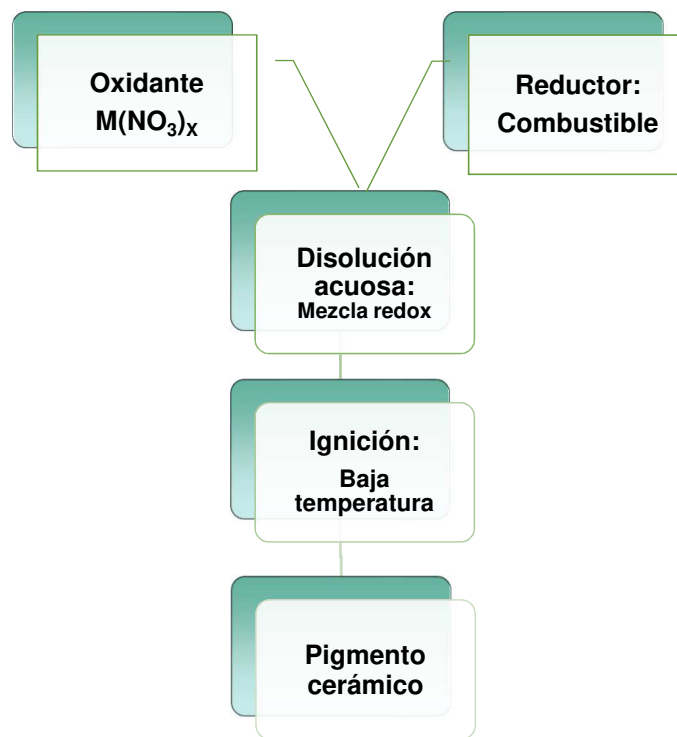 Oxidante
M(NO₃)ₓ
Reductor:
Combustible
Disolución
acuosa:
Mezcla redox
Ignición:
Baja
temperatura
Pigmento
cerámico